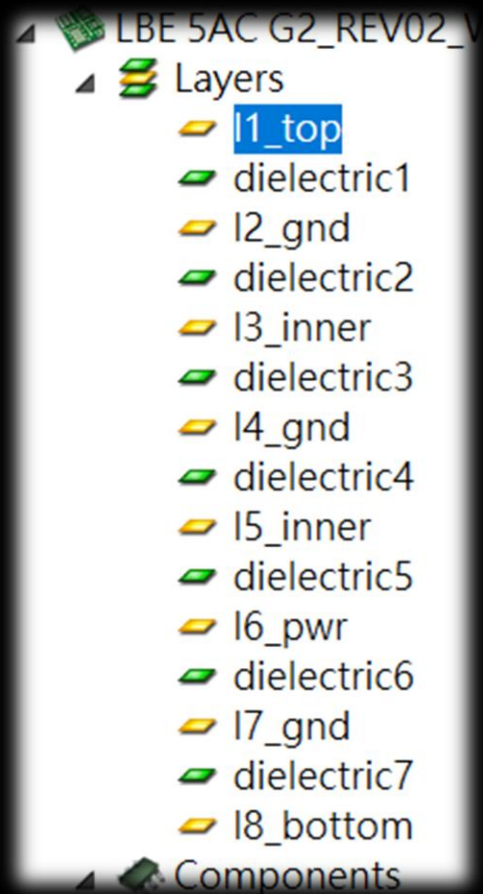 LBE 5AC G2_REV02_
Layers
l1_top
dielectric1
l2_gnd
dielectric2
l3_inner
dielectric3
l4_gnd
dielectric4
l5_inner
dielectric5
l6_pwr
dielectric6
l7_gnd
dielectric7
l8_bottom
Components